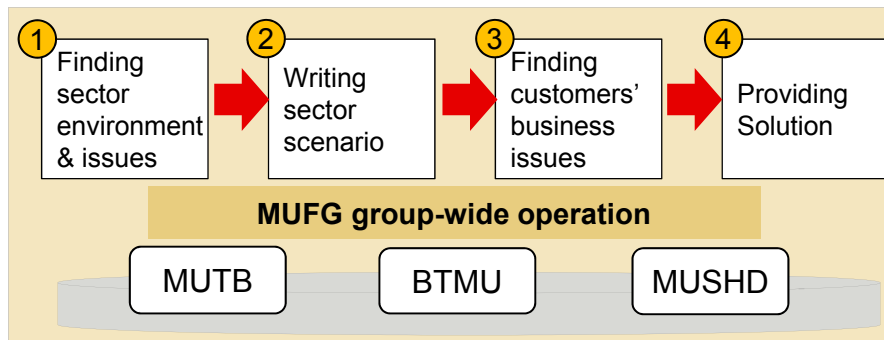 1
Finding
sector
environment
& issues
2
Writing
sector
scenario
3
Finding
customers’
business
issues
4
Providing
Solution
MUFG group-wide operation
MUTB
BTMU
MUSHD